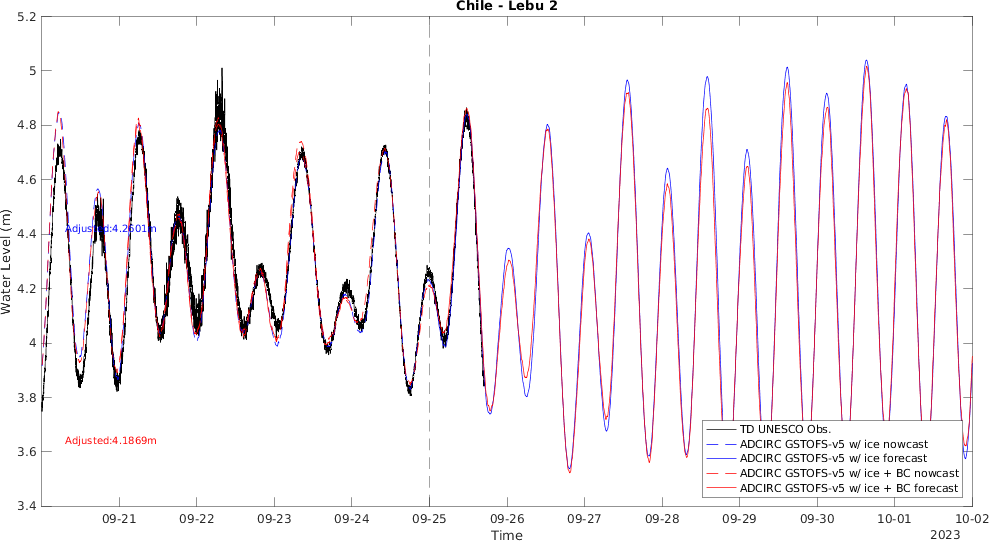 Chile - Lebu 2
Water Level (m)
5.2
5
4.8
4.6
4.4
4.2
4
3.8
3.6
3.4
Adjusted:4.2601m
Adjusted:4.1869m
TD UNESCO Obs.
ADCIRC GSTOFS-v5 w/ ice nowcast
ADCIRC GSTOFS-v5 w/ ice forecast
ADCIRC GSTOFS-v5 w/ ice + BC nowcast
ADCIRC GSTOFS-v5 w/ ice + BC forecast
09-21 09-22 09-23 09-24 09-25 09-26 09-27 09-28 09-29 09-30 10-01 10-02
Time
2023